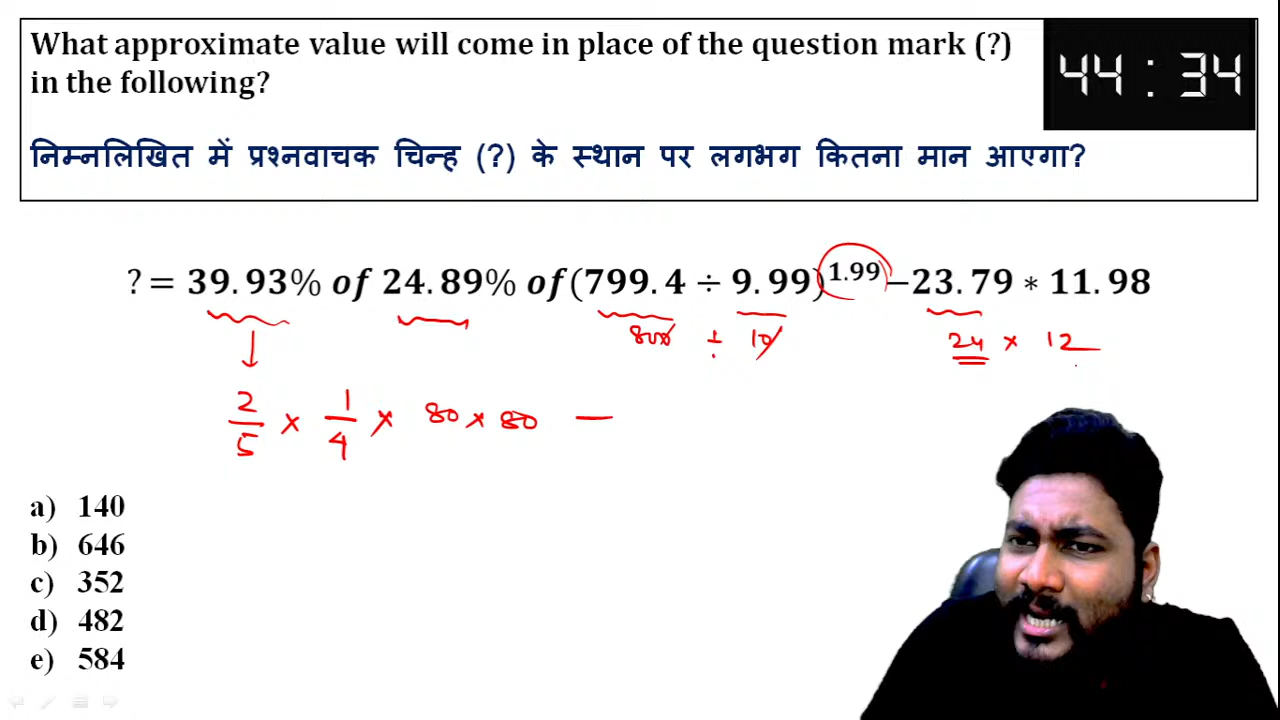 What approximate value will come in place of the question mark (?)
in the following?
44 : 34
निम्नलिखित में प्रश्नवाचक चिन्ह (?) के स्थान पर लगभग कितना मान आएगा?
? = 39.93% of 24.89% of(799.4 ÷ 9.99)^1.99 −23.79 * 11.98
800 ÷ 10
24 × 12
2/5 × 1/4 × 80 × 80 —
a) 140
b) 646
c) 352
d) 482
e) 584